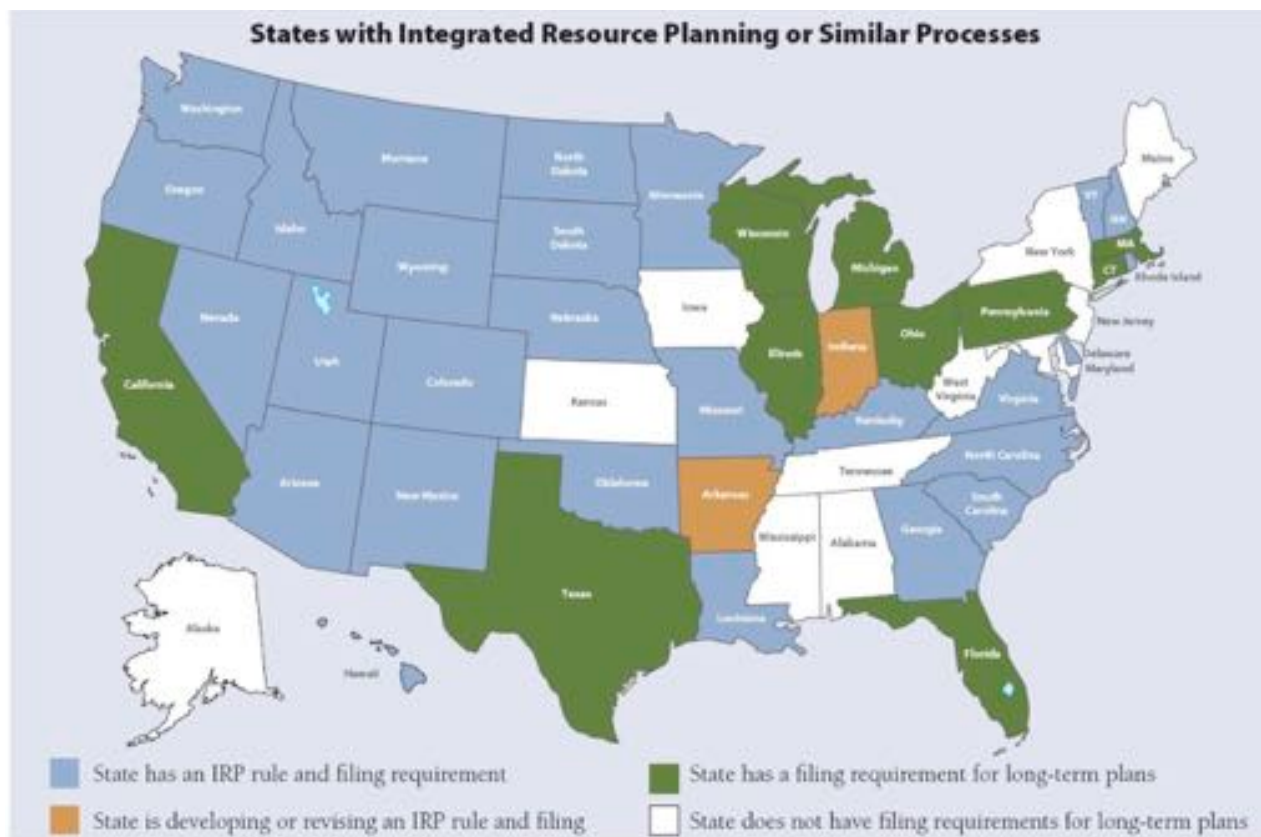 States with Integrated Resource Planning or Similar Processes
Washington
Montana
North
Dakota
Minnesota
Maine
Oregon
Idaho
South
Dakota
Wyoming
Wisconsin
Michigan
VT
NH
New York
MA
CT
Rhode Island
Nevada
Utah
Colorado
Nebraska
Iowa
Illinois
Indiana
Ohio
Pennsylvania
New Jersey
Delaware
Maryland
West
Virginia
Virginia
California
Kansas
Missouri
Kentucky
Arizona
New Mexico
Oklahoma
Arkansas
Tennessee
North Carolina
South
Carolina
Mississippi
Alabama
Georgia
Texas
Louisiana
Florida
Alaska
Hawaii
State has an IRP rule and filing requirement
State has a filing requirement for long-term plans
State is developing or revising an IRP rule and filing
State does not have filing requirements for long-term plans